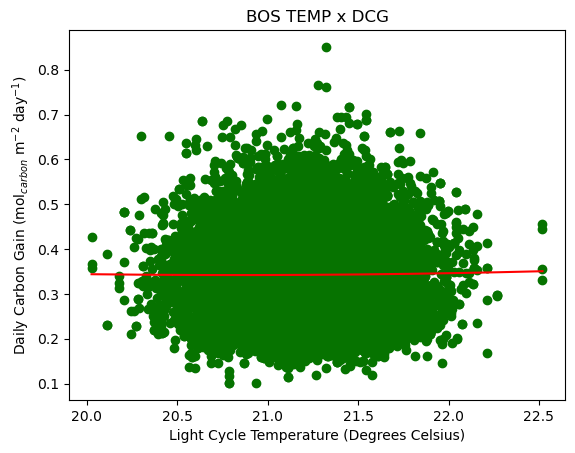 BOS TEMP x DCG
Daily Carbon Gain (mol$_{carbon}$ m$^{-2}$ day$^{-1}$)
0.8
0.7
0.6
0.5
0.4
0.3
0.2
0.1
20.0 20.5 21.0 21.5 22.0 22.5
Light Cycle Temperature (Degrees Celsius)